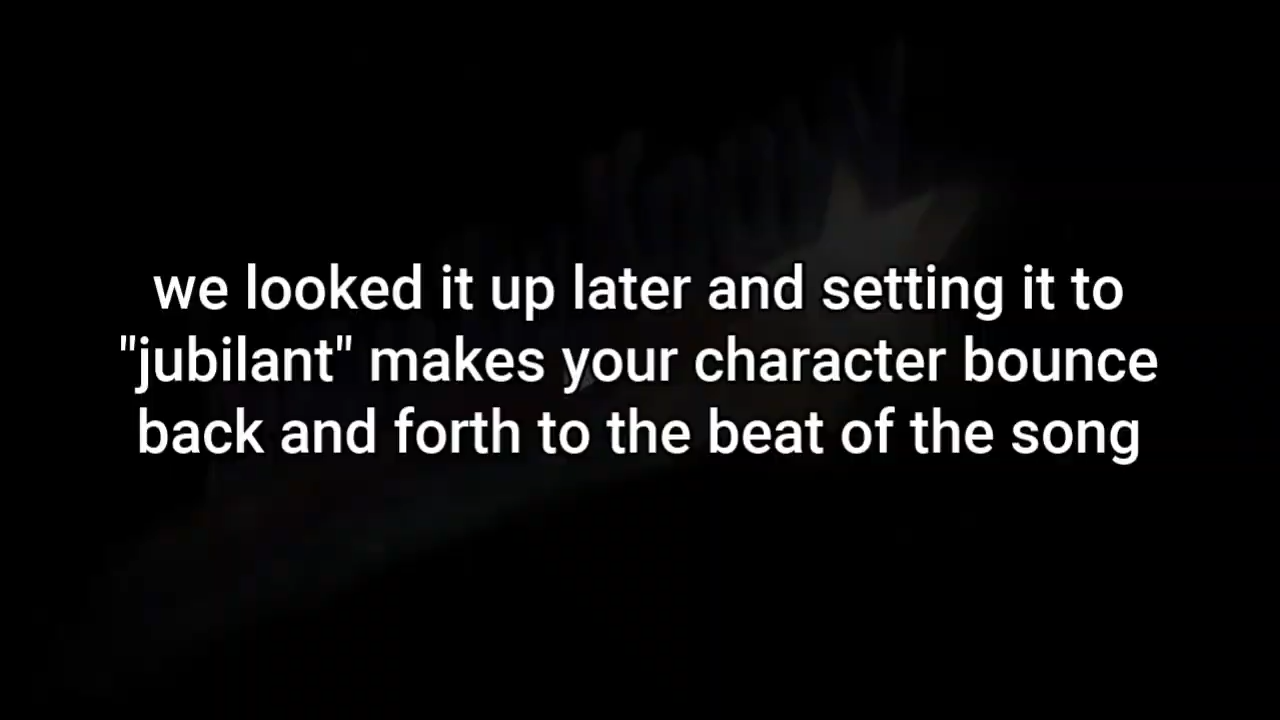 we looked it up later and setting it to
"jubilant" makes your character bounce
back and forth to the beat of the song